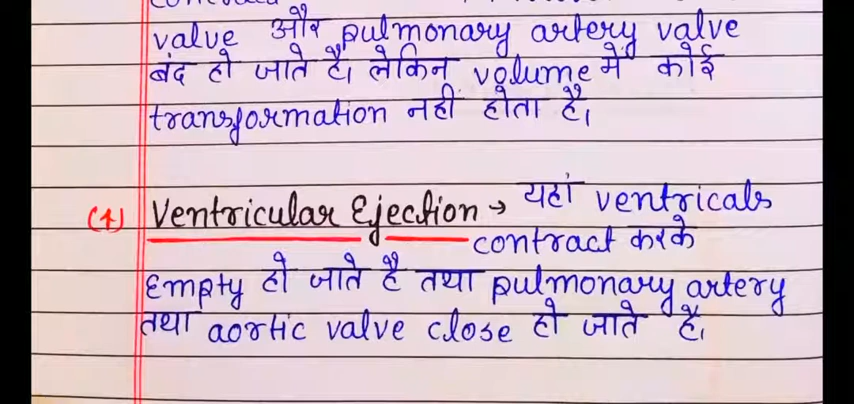 valve और pulmonary artery valve
बंद हो जाते है। लेकिन volume में कोई
transformation नहीं होता है।
(4) Ventricular Ejection → यहां ventricals
contract करके
Empty हो जाते है तथा pulmonary artery
तथा aortic valve close हो जाते है।